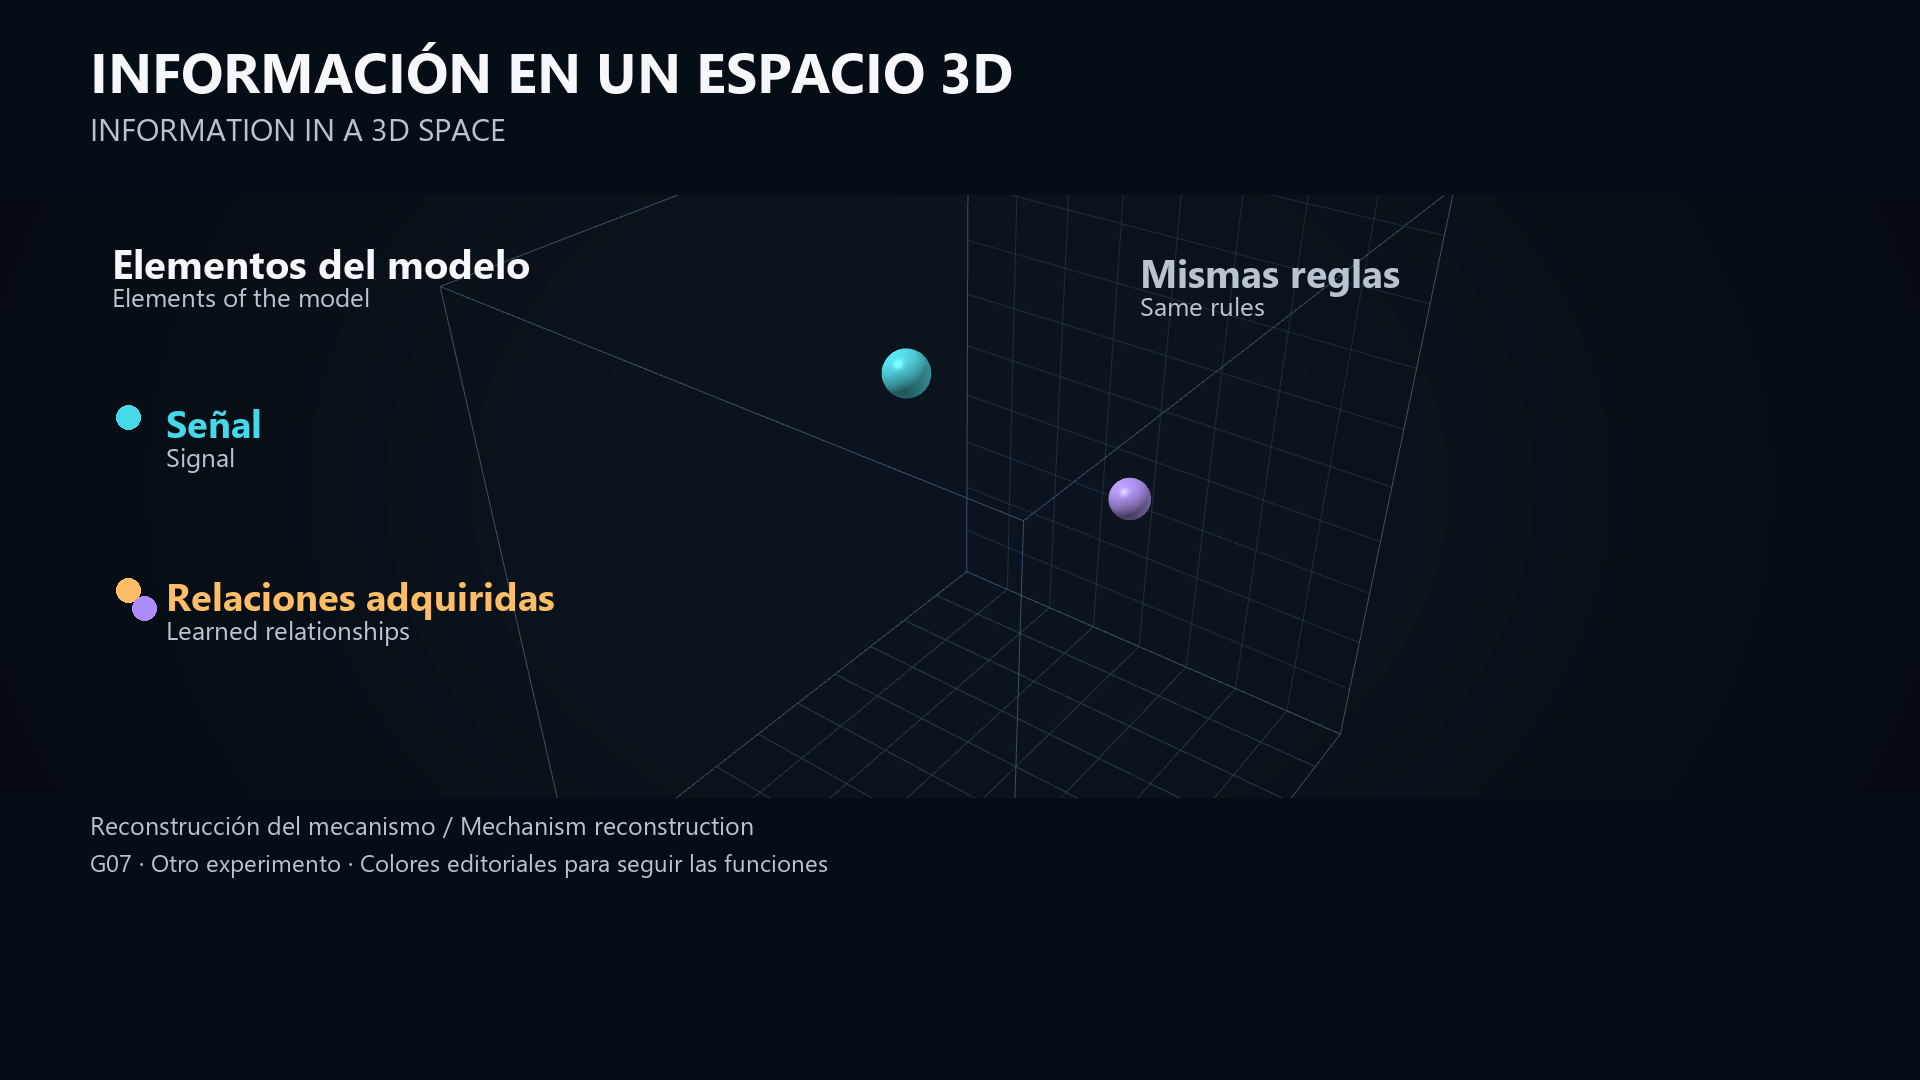 INFORMACIÓN EN UN ESPACIO 3D
INFORMATION IN A 3D SPACE
Elementos del modelo
Elements of the model
Mismas reglas
Same rules
Señal
Signal
Relaciones adquiridas
Learned relationships
Reconstrucción del mecanismo / Mechanism reconstruction
G07 · Otro experimento · Colores editoriales para seguir las funciones